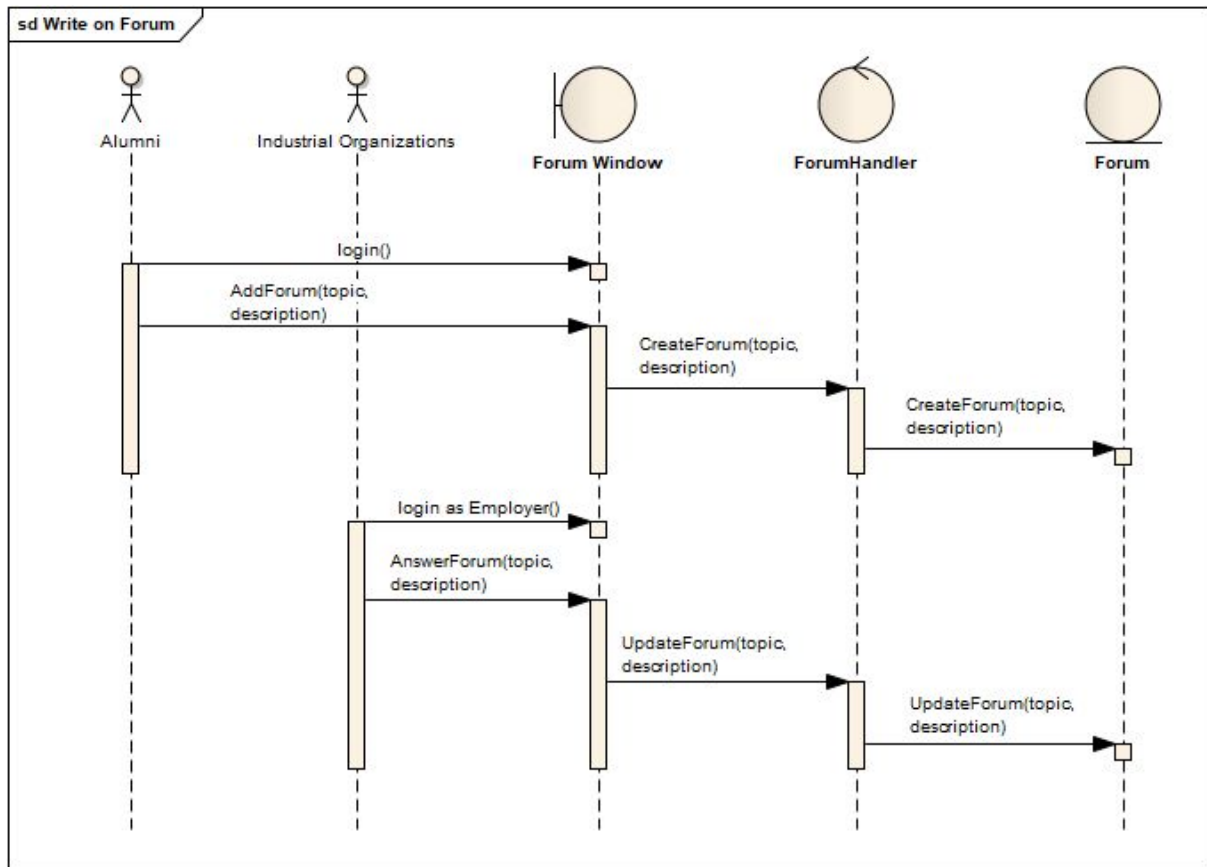 sd Write on Forum
Alumni
Industrial Organizations
Forum Window
ForumHandler
Forum
login()
AddForum(topic,
description)
CreateForum(topic,
description)
CreateForum(topic,
description)
login as Employer()
AnswerForum(topic,
description)
UpdateForum(topic,
description)
UpdateForum(topic,
description)